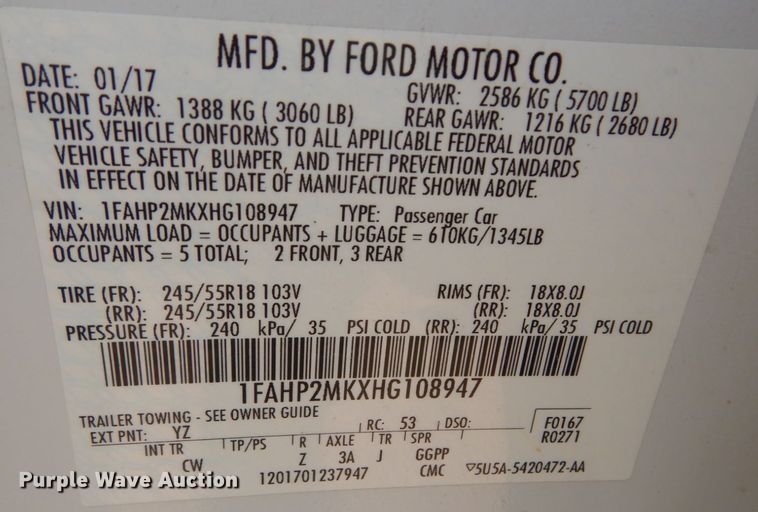 MFD. BY FORD MOTOR CO.
DATE: 01/17 GVWR: 2586 KG ( 5700 LB)
FRONT GAWR: 1388 KG ( 3060 LB) REAR GAWR: 1216 KG ( 2680 LB)
THIS VEHICLE CONFORMS TO ALL APPLICABLE FEDERAL MOTOR
VEHICLE SAFETY, BUMPER, AND THEFT PREVENTION STANDARDS
IN EFFECT ON THE DATE OF MANUFACTURE SHOWN ABOVE.
VIN: 1FAHP2MKXHG108947 TYPE: Passenger Car
MAXIMUM LOAD = OCCUPANTS + LUGGAGE = 610KG/1345LB
OCCUPANTS = 5 TOTAL; 2 FRONT, 3 REAR
TIRE (FR): 245/55R18 103V RIMS (FR): 18X8.0J
(RR): 245/55R18 103V (RR): 18X8.0J
PRESSURE (FR): 240 kPa/ 35 PSI COLD (RR): 240 kPa/ 35 PSI COLD
1FAHP2MKXHG108947
TRAILER TOWING - SEE OWNER GUIDE
EXT PNT: YZ RC: 53 DSO: F0167
R0271
INT TR TP/PS R AXLE TR SPR
CW Z 3A J GGPP
1201701237947 CMC ▽5U5A-5420472-AA
Purple Wave Auction